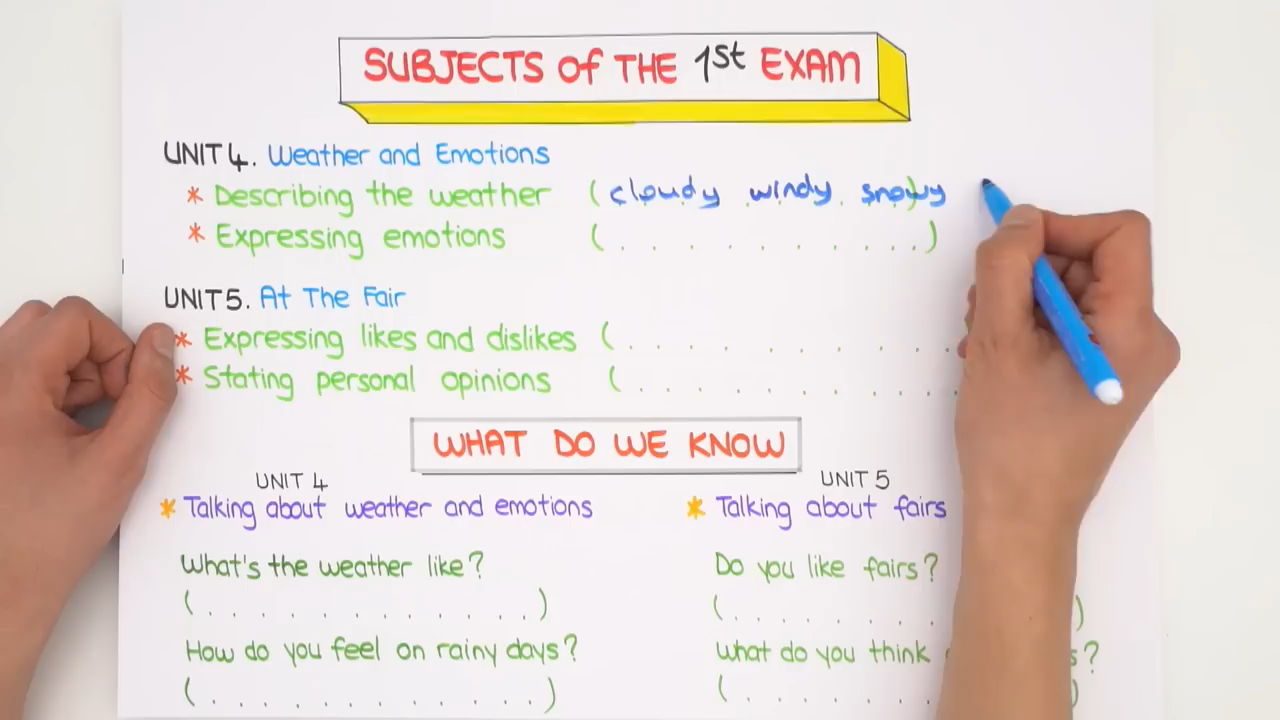 SUBJECTS of THE 1st EXAM
UNIT 4. Weather and Emotions
* Describing the weather (cloudy windy snowy)
* Expressing emotions (. . . . . . . . . . .)
UNIT 5. At The Fair
* Expressing likes and dislikes (. . . . . . . . . .
* Stating personal opinions (. . . . . . . . . .
WHAT DO WE KNOW
UNIT 4
* Talking about weather and emotions
What's the weather like?
(. . . . . . . . . . . . .)
How do you feel on rainy days?
(. . . . . . . . . . . . .)
UNIT 5
* Talking about fairs
Do you like fairs?
(. . . . . . . . . )
What do you think ?
(. . . . . . . . )